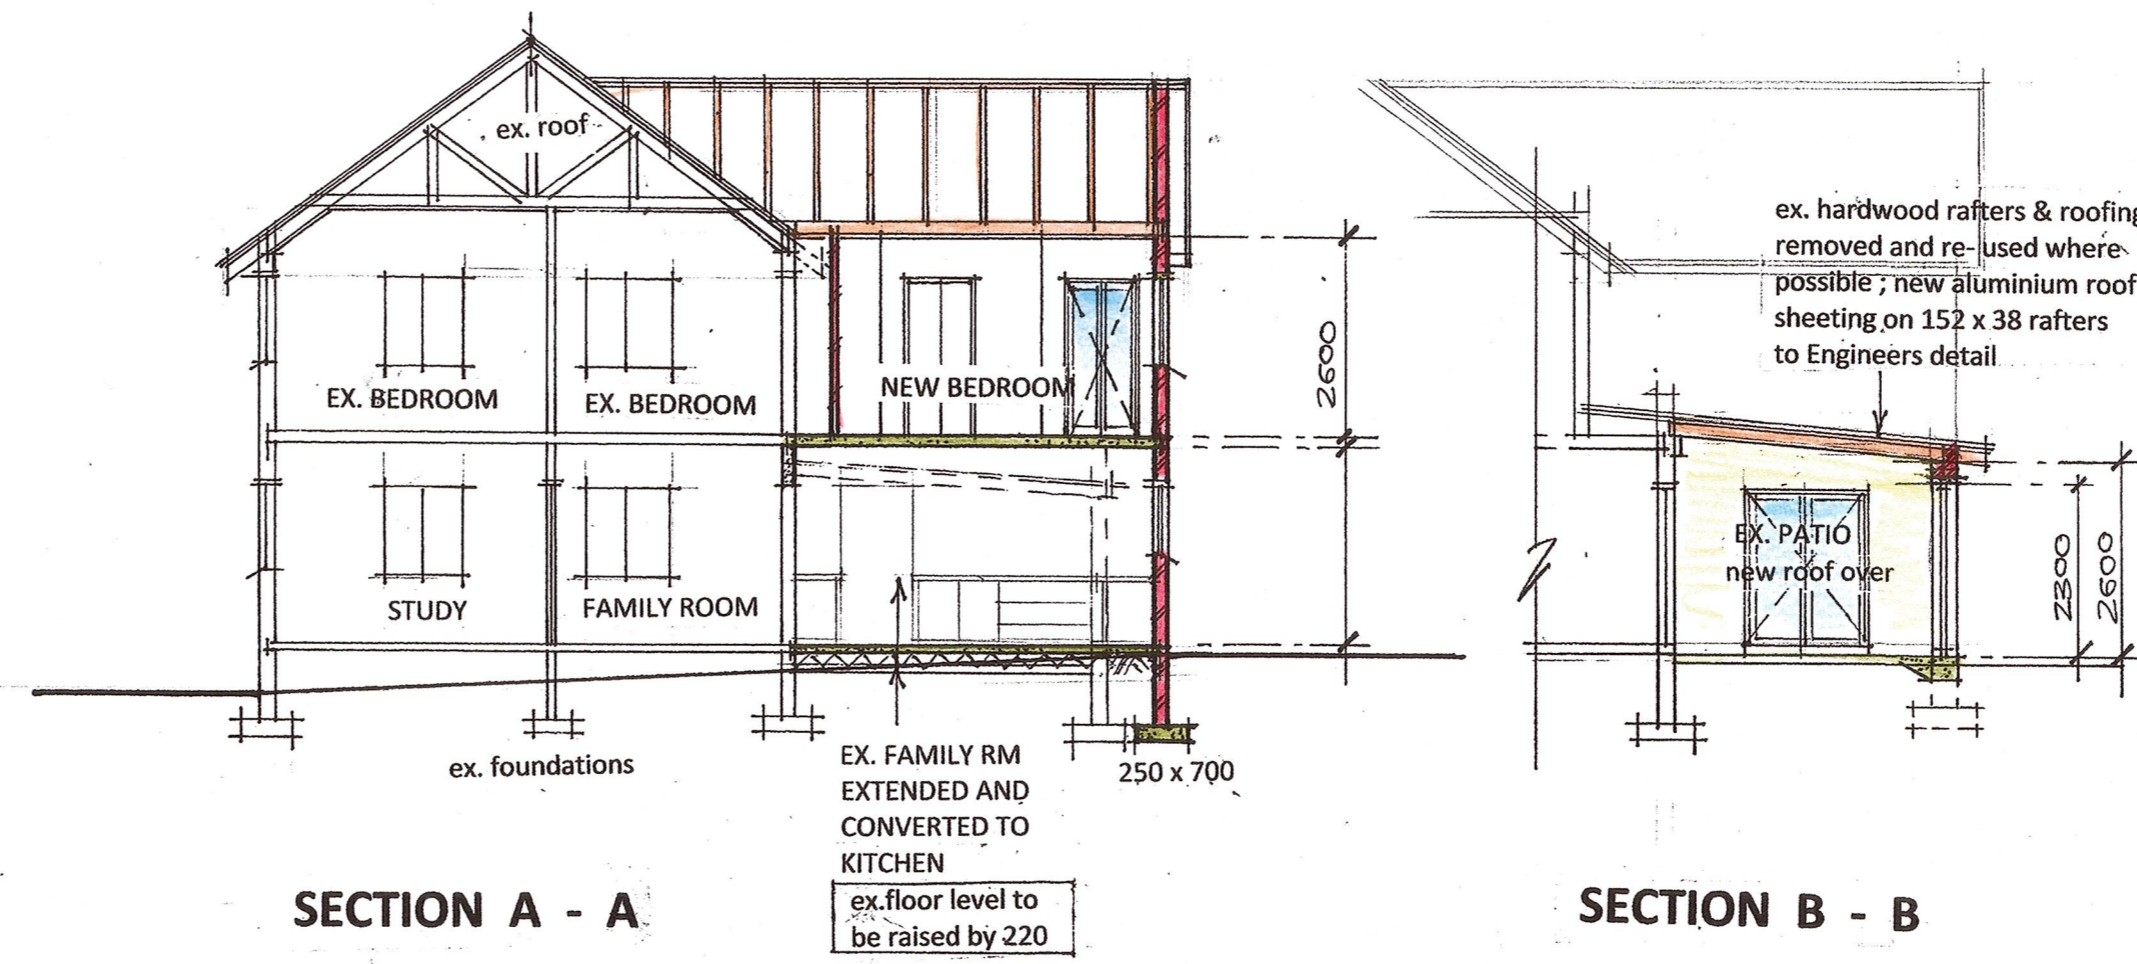 ex. roof
EX. BEDROOM
EX. BEDROOM
NEW BEDROOM
2600
STUDY
FAMILY ROOM
ex. foundations
EX. FAMILY RM
EXTENDED AND
CONVERTED TO
KITCHEN
ex.floor level to
be raised by 220
250 x 700
SECTION A - A
ex. hardwood rafters & roofing
removed and re-used where
possible ; new aluminium roof
sheeting on 152 x 38 rafters
to Engineers detail
EX. PATIO
new roof over
2300
2600
SECTION B - B